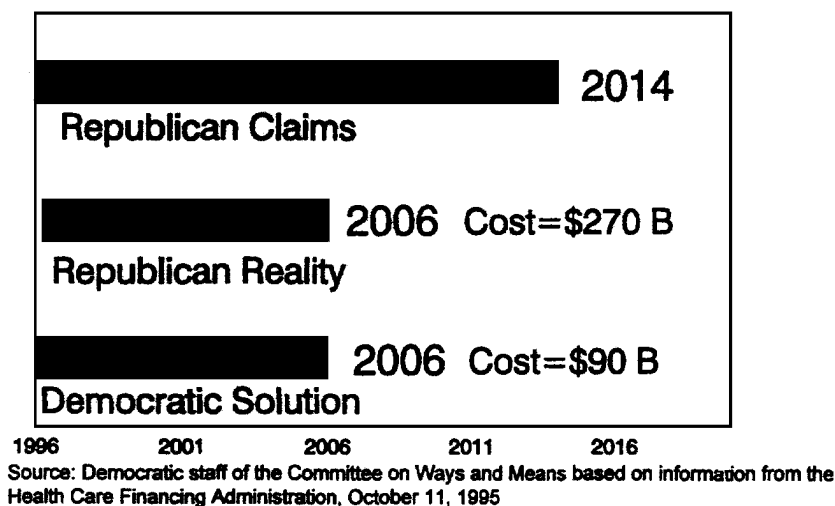 2014
Republican Claims
2006 Cost=$270 B
Republican Reality
2006 Cost=$90 B
Democratic Solution
1996 2001 2006 2011 2016
Source: Democratic staff of the Committee on Ways and Means based on information from the
Health Care Financing Administration, October 11, 1995